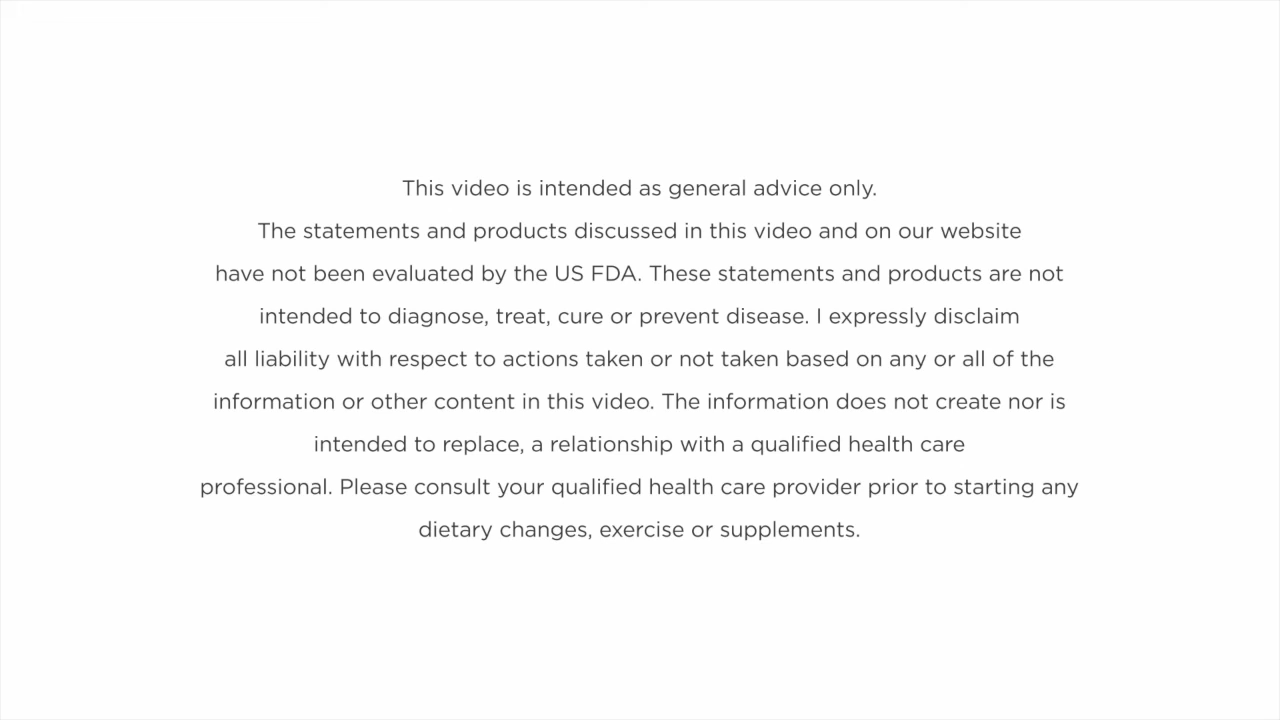 This video is intended as general advice only.
The statements and products discussed in this video and on our website
have not been evaluated by the US FDA. These statements and products are not
intended to diagnose, treat, cure or prevent disease. I expressly disclaim
all liability with respect to actions taken or not taken based on any or all of the
information or other content in this video. The information does not create nor is
intended to replace, a relationship with a qualified health care
professional. Please consult your qualified health care provider prior to starting any
dietary changes, exercise or supplements.